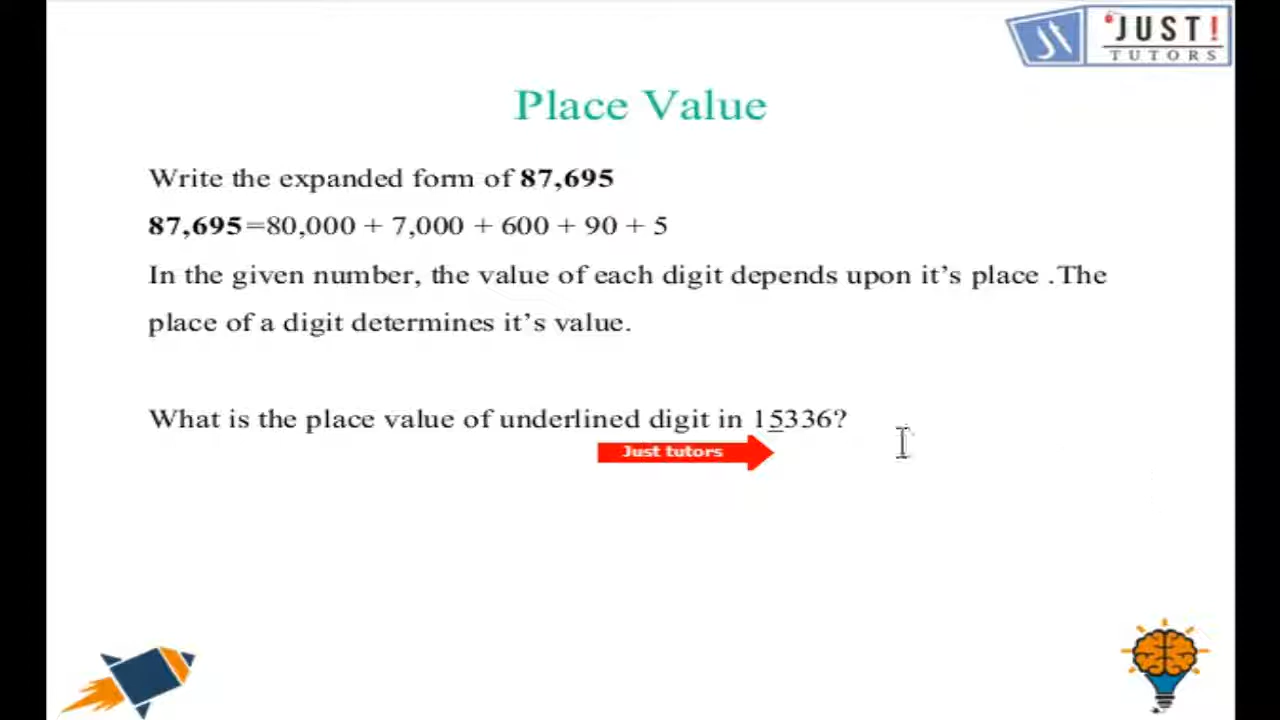 JUST!
TUTORS
Place Value
Write the expanded form of 87,695
87,695=80,000 + 7,000 + 600 + 90 + 5
In the given number, the value of each digit depends upon it's place .The
place of a digit determines it's value.
What is the place value of underlined digit in 15336?
Just tutors